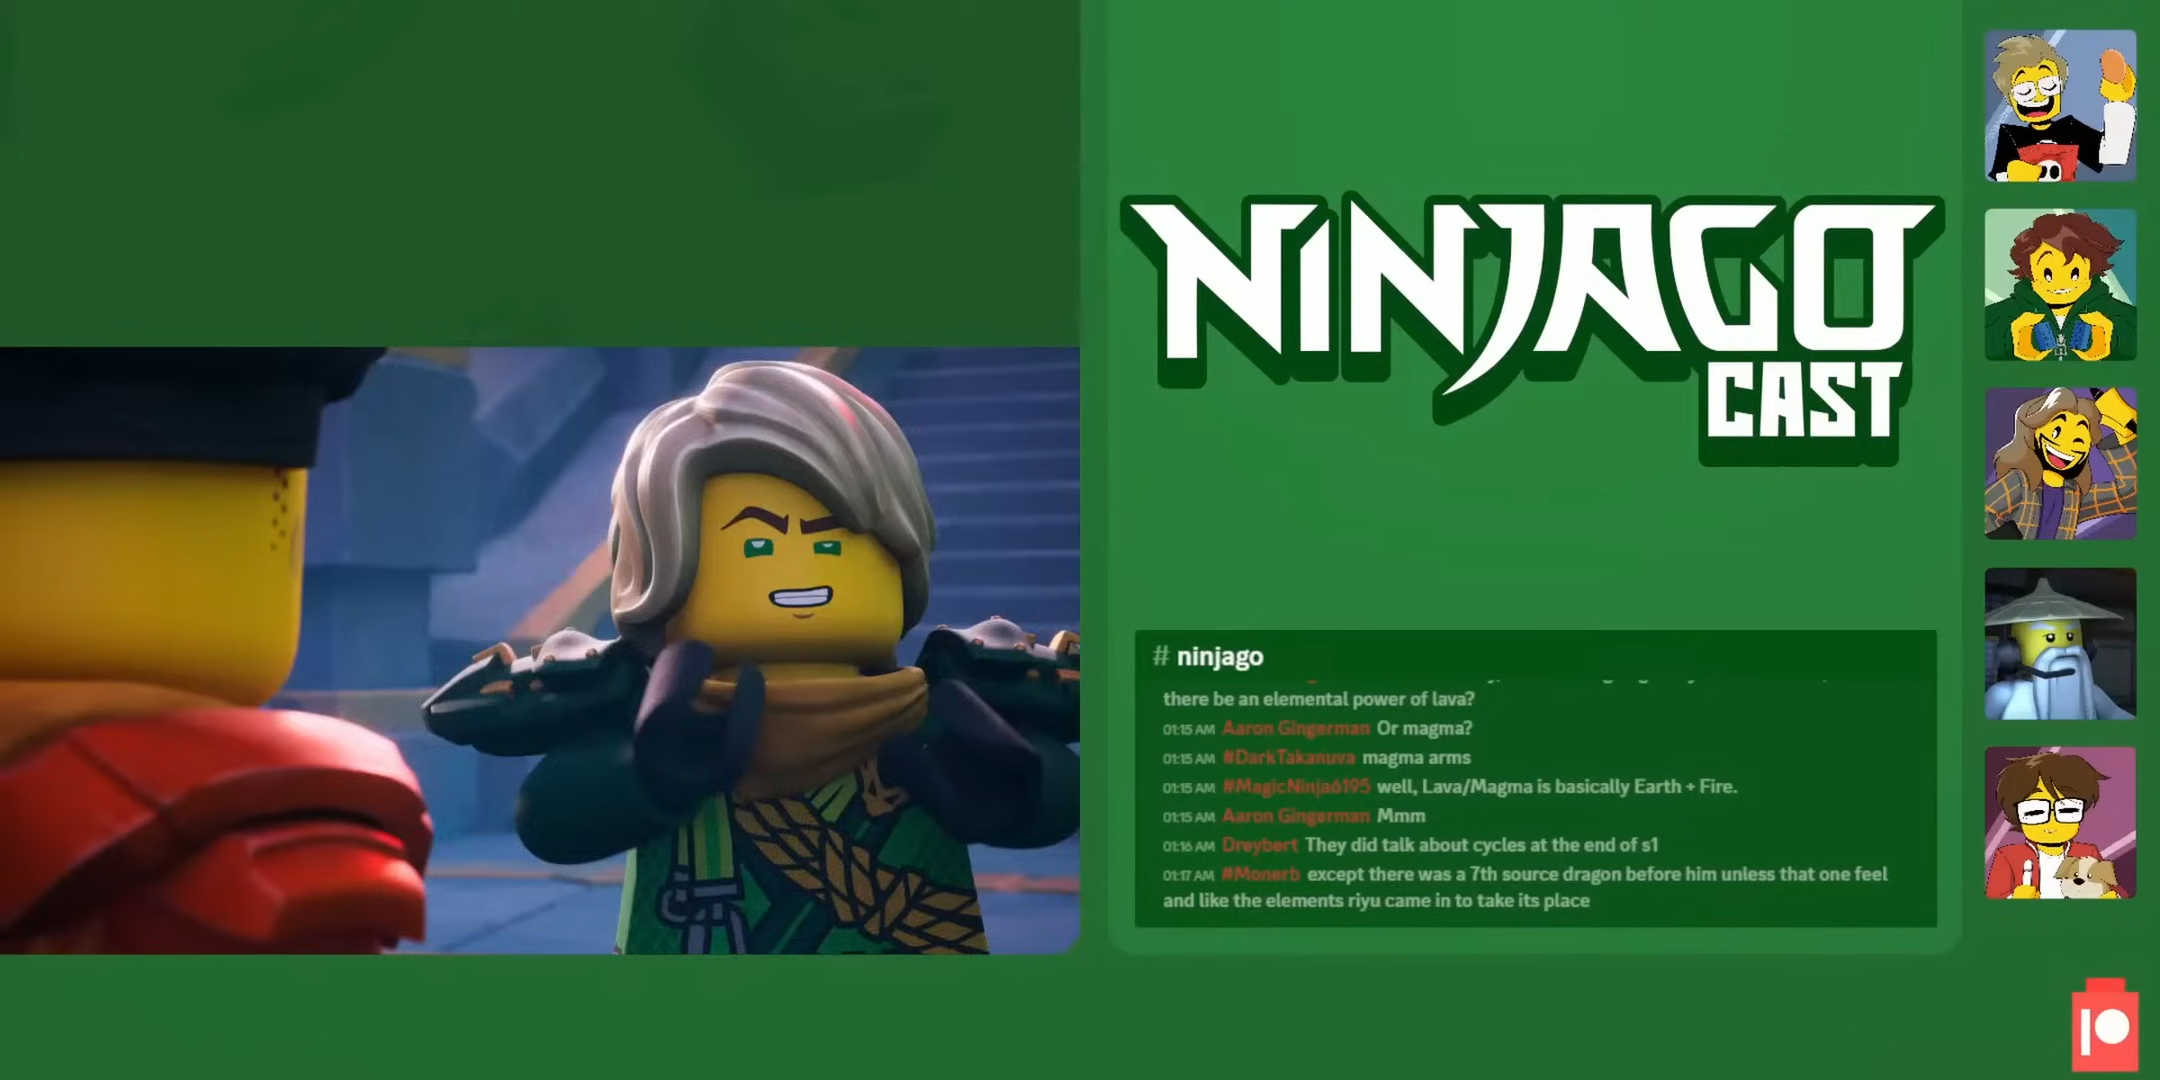 NINJAGO
CAST
# ninjago
there be an elemental power of lava?
01:15 AM Aaron Gingerman Or magma?
01:15 AM #DarkTakanuva magma arms
01:15 AM #MagicNinja6195 well, Lava/Magma is basically Earth + Fire.
01:15 AM Aaron Gingerman Mmm
01:16 AM Dreybert They did talk about cycles at the end of s1
01:17 AM #Monerb except there was a 7th source dragon before him unless that one feel
and like the elements riyu came in to take its place